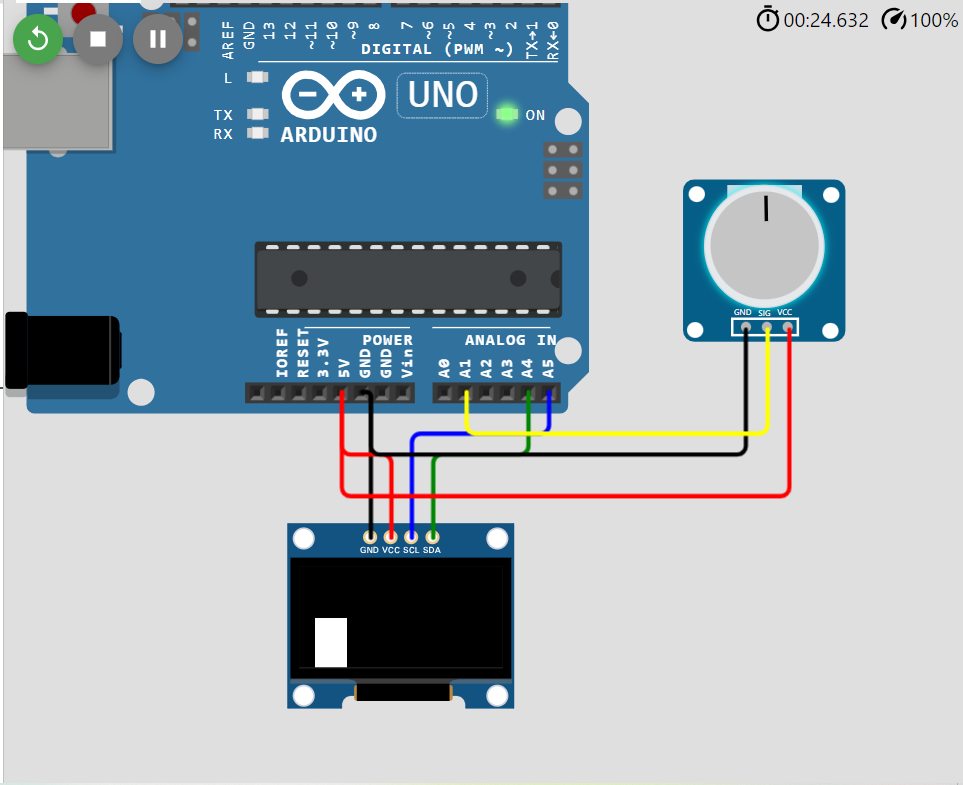 00:24.632 100%
AREF GND 13 12 ~11 ~10 ~9 8 7 ~6 ~5 4 ~3 2 TX→1 RX←0
DIGITAL (PWM ~)
L
TX
RX
UNO
ON
ARDUINO
POWER ANALOG IN
IOREF RESET 3.3V 5V GND GND Vin A0 A1 A2 A3 A4 A5
GND SIG VCC
GND VCC SCL SDA